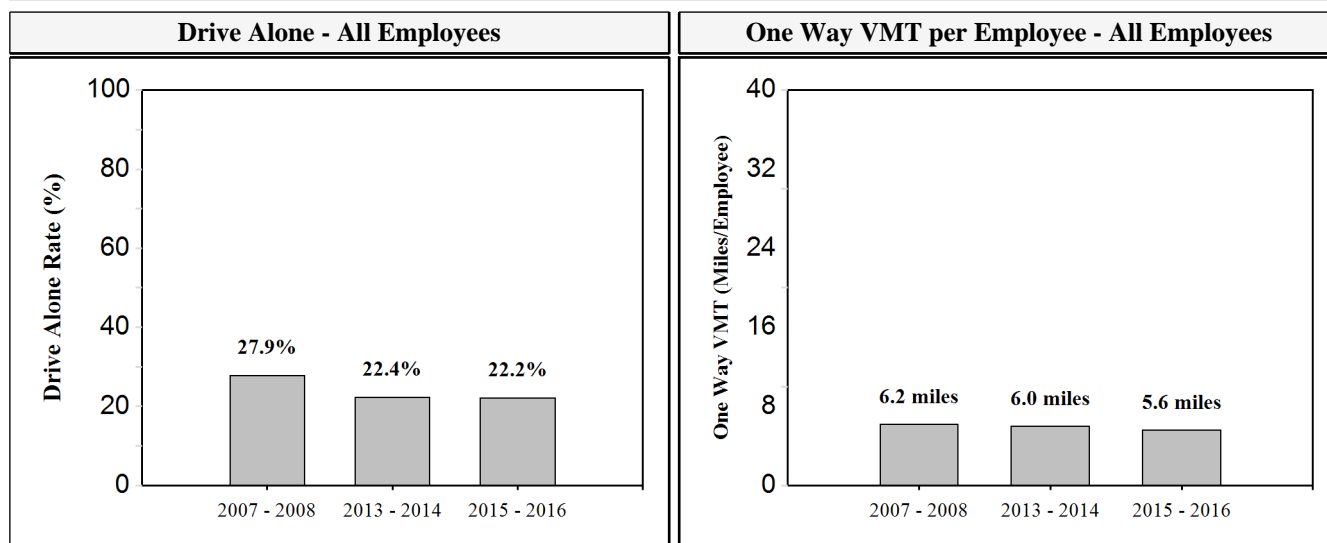 Drive Alone - All Employees
One Way VMT per Employee - All Employees
Drive Alone Rate (%)
100
80
60
40
20
0
27.9%
22.4%
22.2%
2007 - 2008
2013 - 2014
2015 - 2016
One Way VMT (Miles/Employee)
40
32
24
16
8
0
6.2 miles
6.0 miles
5.6 miles
2007 - 2008
2013 - 2014
2015 - 2016